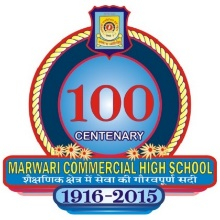 100
CENTENARY
MARWARI COMMERCIAL HIGH SCHOOL
शैक्षणिक क्षेत्र में सेवा की गौरवपूर्ण सदी
1916-2015